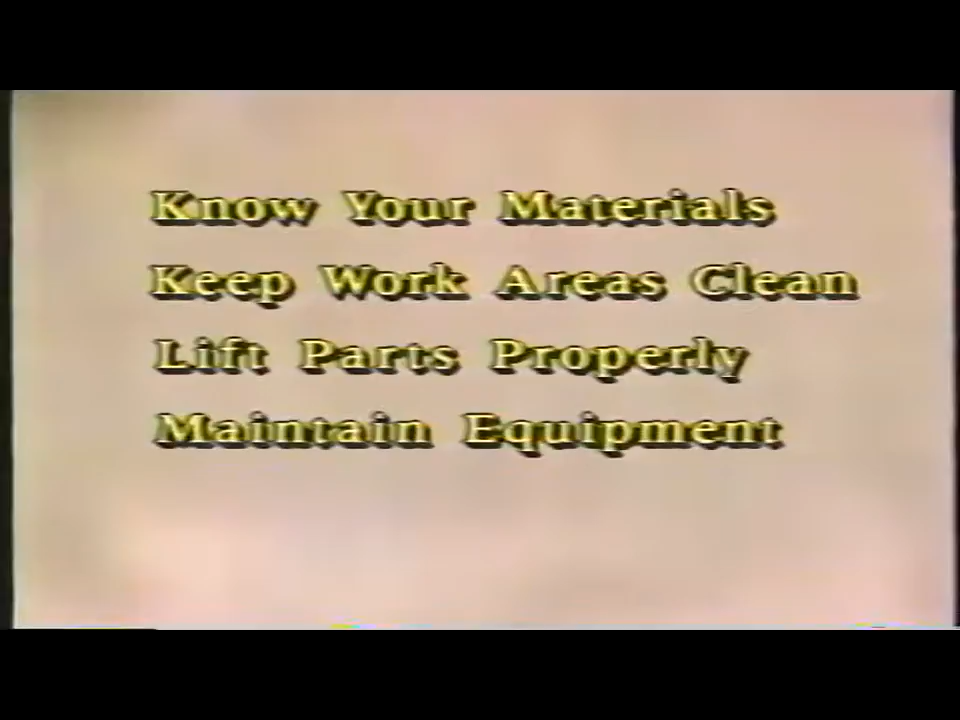 Know Your Materials
Keep Work Areas Clean
Lift Parts Properly
Maintain Equipment